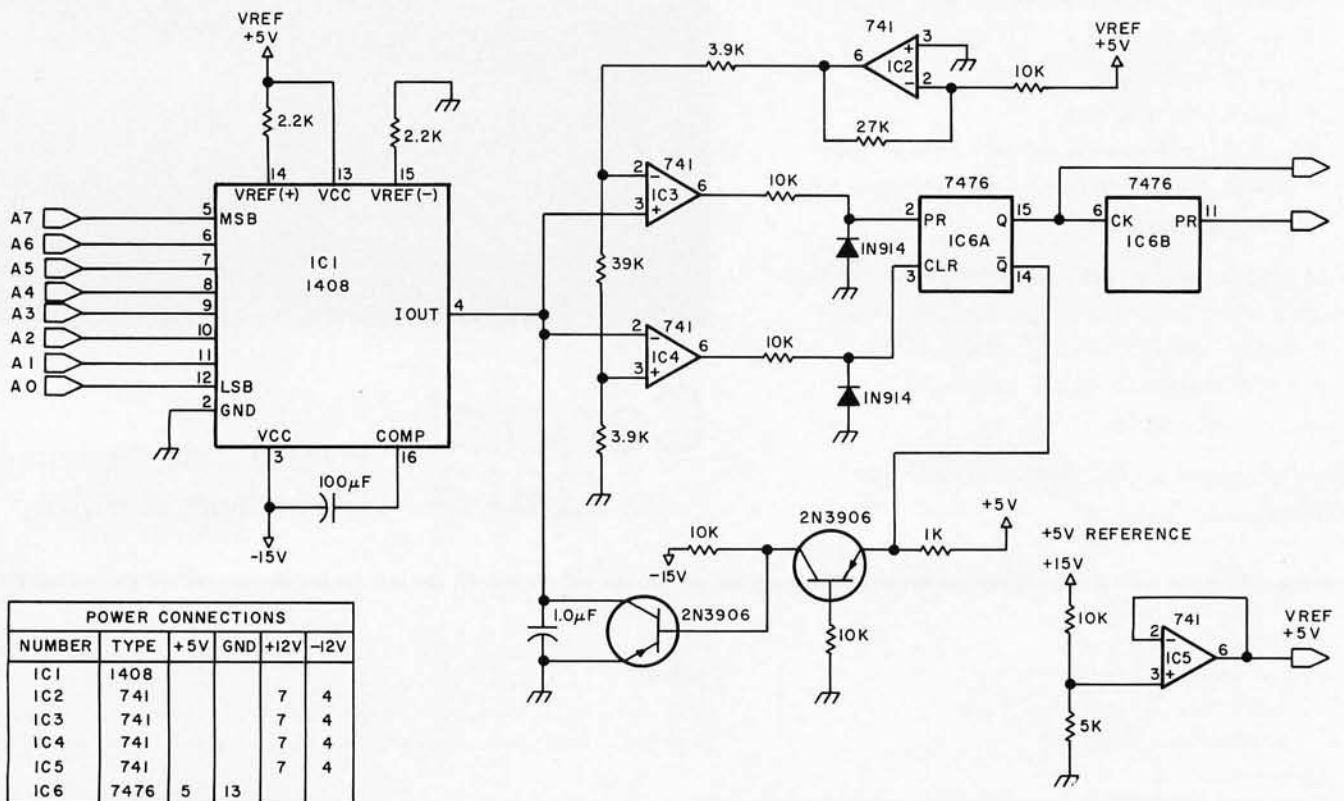 VREF
+5V
2.2K
2.2K
14
13
15
VREF(+)
VCC
VREF(-)
A7
5
MSB
A6
6
A5
7
A4
8
A3
9
A2
10
A1
11
A0
12
LSB
2
GND
IC1
1408
IOUT
4
VCC
COMP
3
16
100µF
-15V
3.9K
741
6
IC2
+
3
-
2
27K
10K
VREF
+5V
741
2
-
IC3
3
+
6
10K
39K
1N914
741
2
-
IC4
3
+
6
10K
1N914
3.9K
7476
2
PR
Q
15
IC6A
CLR
3
Q̅
14
7476
6
CK
PR
11
IC6B
2N3906
1K
+5V
10K
-15V
10K
2N3906
1.0µF
+5V REFERENCE
+15V
10K
741
2
-
IC5
3
+
6
5K
VREF
+5V
POWER CONNECTIONS
NUMBER TYPE +5V GND +12V -12V
IC1 1408
IC2 741 7 4
IC3 741 7 4
IC4 741 7 4
IC5 741 7 4
IC6 7476 5 13